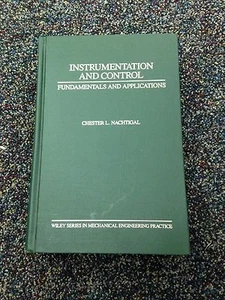 INSTRUMENTATION
AND CONTROL
FUNDAMENTALS AND APPLICATIONS
CHESTER L. NACHTIGAL
WILEY SERIES IN MECHANICAL ENGINEERING PRACTICE